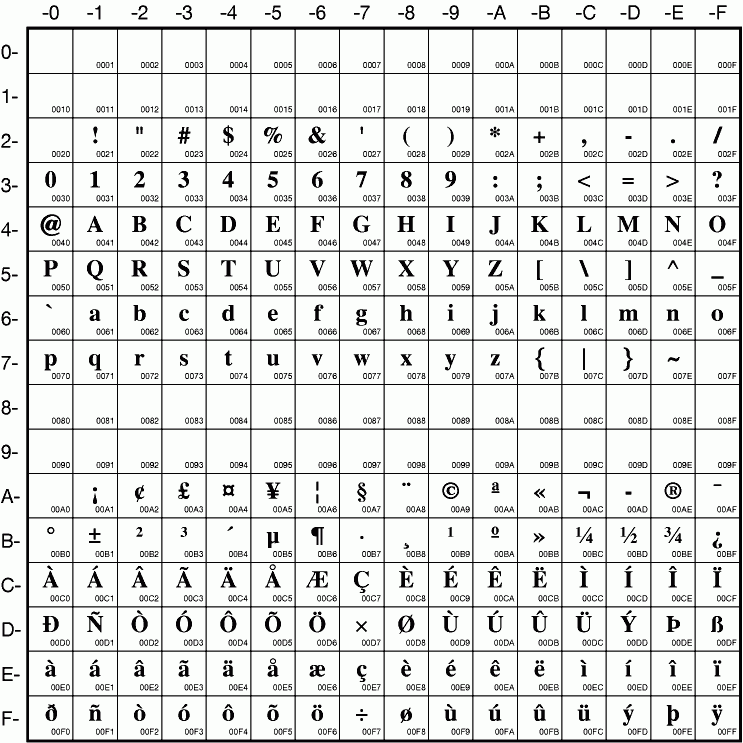 -0 -1 -2 -3 -4 -5 -6 -7 -8 -9 -A -B -C -D -E -F
0-
0001 0002 0003 0004 0005 0006 0007 0008 0009 000A 000B 000C 000D 000E 000F
1-
0010 0011 0012 0013 0014 0015 0016 0017 0018 0019 001A 001B 001C 001D 001E 001F
2- ! " # $ % & ' ( ) * + , - . /
0020 0021 0022 0023 0024 0025 0026 0027 0028 0029 002A 002B 002C 002D 002E 002F
3- 0 1 2 3 4 5 6 7 8 9 : ; < = > ?
0030 0031 0032 0033 0034 0035 0036 0037 0038 0039 003A 003B 003C 003D 003E 003F
4- @ A B C D E F G H I J K L M N O
0040 0041 0042 0043 0044 0045 0046 0047 0048 0049 004A 004B 004C 004D 004E 004F
5- P Q R S T U V W X Y Z [ \ ] ^ _
0050 0051 0052 0053 0054 0055 0056 0057 0058 0059 005A 005B 005C 005D 005E 005F
6- ` a b c d e f g h i j k l m n o
0060 0061 0062 0063 0064 0065 0066 0067 0068 0069 006A 006B 006C 006D 006E 006F
7- p q r s t u v w x y z { | } ~
0070 0071 0072 0073 0074 0075 0076 0077 0078 0079 007A 007B 007C 007D 007E 007F
8-
0080 0081 0082 0083 0084 0085 0086 0087 0088 0089 008A 008B 008C 008D 008E 008F
9-
0090 0091 0092 0093 0094 0095 0096 0097 0098 0099 009A 009B 009C 009D 009E 009F
A- ¡ ¢ £ ¤ ¥ ¦ § ¨ © ª « ¬ - ® ¯
00A0 00A1 00A2 00A3 00A4 00A5 00A6 00A7 00A8 00A9 00AA 00AB 00AC 00AD 00AE 00AF
B- ° ± ² ³ ´ µ ¶ · ¸ ¹ º » ¼ ½ ¾ ¿
00B0 00B1 00B2 00B3 00B4 00B5 00B6 00B7 00B8 00B9 00BA 00BB 00BC 00BD 00BE 00BF
C- À Á Â Ã Ä Å Æ Ç È É Ê Ë Ì Í Î Ï
00C0 00C1 00C2 00C3 00C4 00C5 00C6 00C7 00C8 00C9 00CA 00CB 00CC 00CD 00CE 00CF
D- Ð Ñ Ò Ó Ô Õ Ö × Ø Ù Ú Û Ü Ý Þ ß
00D0 00D1 00D2 00D3 00D4 00D5 00D6 00D7 00D8 00D9 00DA 00DB 00DC 00DD 00DE 00DF
E- à á â ã ä å æ ç è é ê ë ì í î ï
00E0 00E1 00E2 00E3 00E4 00E5 00E6 00E7 00E8 00E9 00EA 00EB 00EC 00ED 00EE 00EF
F- ð ñ ò ó ô õ ö ÷ ø ù ú û ü ý þ ÿ
00F0 00F1 00F2 00F3 00F4 00F5 00F6 00F7 00F8 00F9 00FA 00FB 00FC 00FD 00FE 00FF